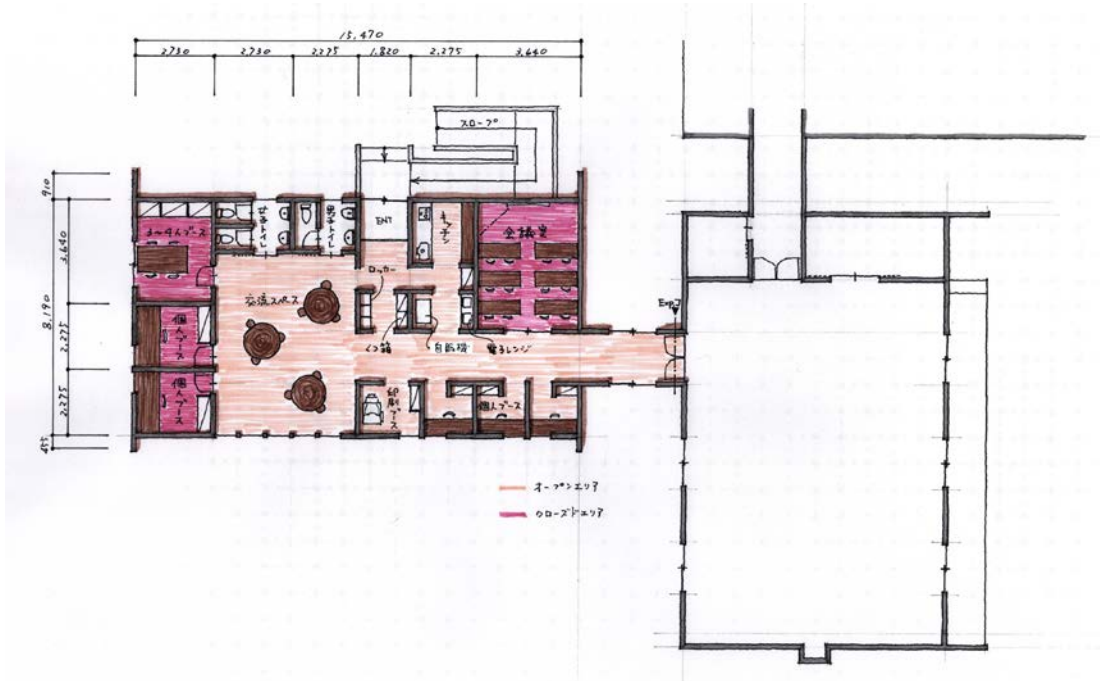 15,470
2,730
2,730
2,275
1,820
2,275
3,640
スロープ
910
3,640
8,190
2,275
2,275
455
3〜4人ブース
女子トイレ
男子トイレ
ENT
キッチン
会議室
ロッカー
交流スペース
Exp.J
個人ブース
くつ箱
自販機
電子レンジ
個人ブース
印刷ブース
個人ブース
オープンエリア
クローズドエリア